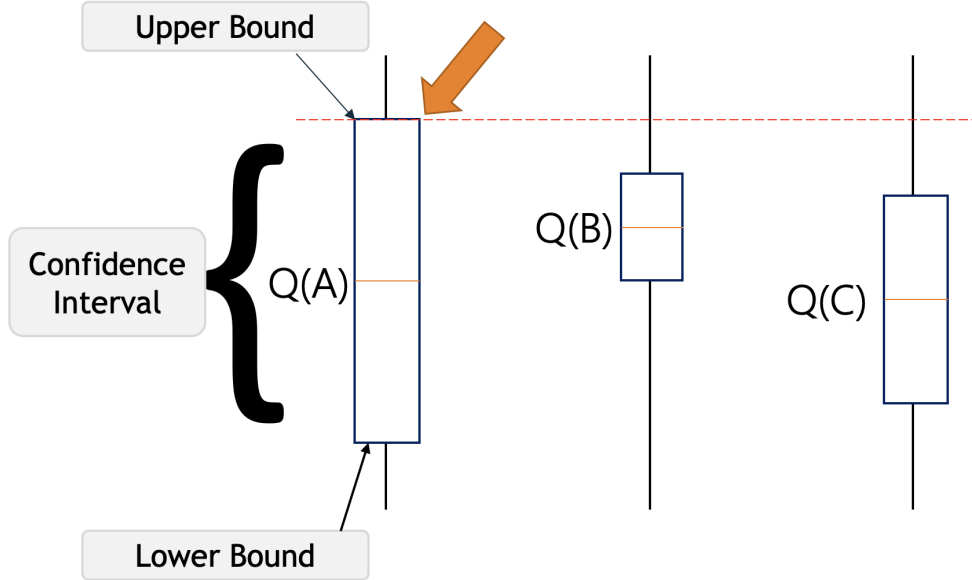 Upper Bound
Confidence
Interval
Q(A)
Q(B)
Q(C)
Lower Bound